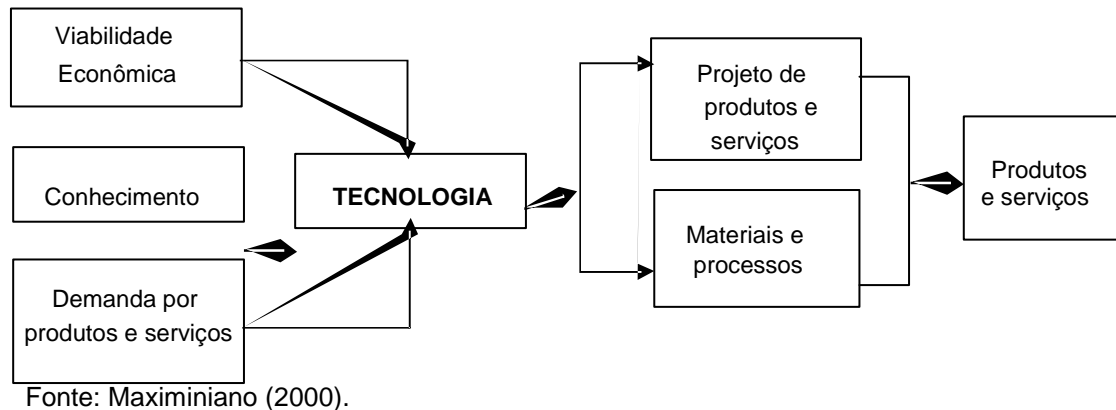 Viabilidade
Econômica
Conhecimento
Demanda por
produtos e serviços
TECNOLOGIA
Projeto de
produtos e
serviços
Materiais e
processos
Produtos
e serviços
Fonte: Maximiniano (2000).